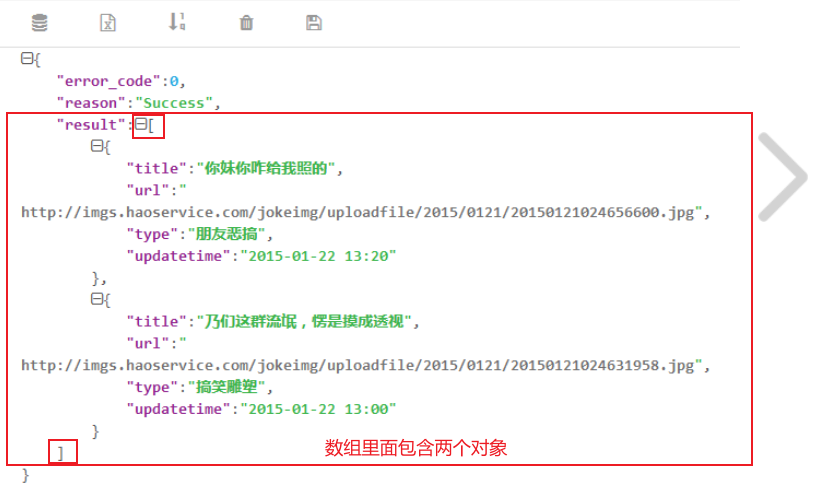 {
"error_code":0,
"reason":"Success",
"result":[
{
"title":"你妹你咋给我照的",
"url":"
http://imgs.haoservice.com/jokeimg/uploadfile/2015/0121/20150121024656600.jpg",
"type":"朋友恶搞",
"updatetime":"2015-01-22 13:20"
},
{
"title":"乃们这群流氓，愣是摸成透视",
"url":"
http://imgs.haoservice.com/jokeimg/uploadfile/2015/0121/20150121024631958.jpg",
"type":"搞笑雕塑",
"updatetime":"2015-01-22 13:00"
}
]
数组里面包含两个对象
}